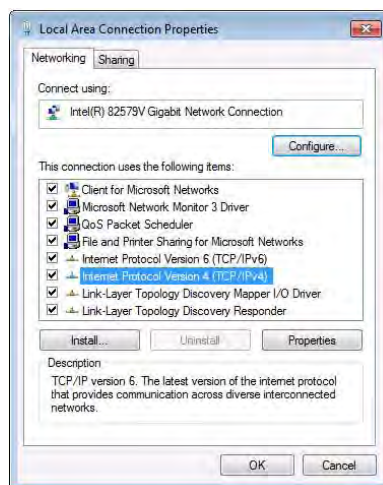 Local Area Connection Properties
Networking Sharing
Connect using:
Intel(R) 82579V Gigabit Network Connection
Configure...
This connection uses the following items:
Client for Microsoft Networks
Microsoft Network Monitor 3 Driver
QoS Packet Scheduler
File and Printer Sharing for Microsoft Networks
Internet Protocol Version 6 (TCP/IPv6)
Internet Protocol Version 4 (TCP/IPv4)
Link-Layer Topology Discovery Mapper I/O Driver
Link-Layer Topology Discovery Responder
Install... Uninstall Properties
Description
TCP/IP version 6. The latest version of the internet protocol
that provides communication across diverse interconnected
networks.
OK Cancel